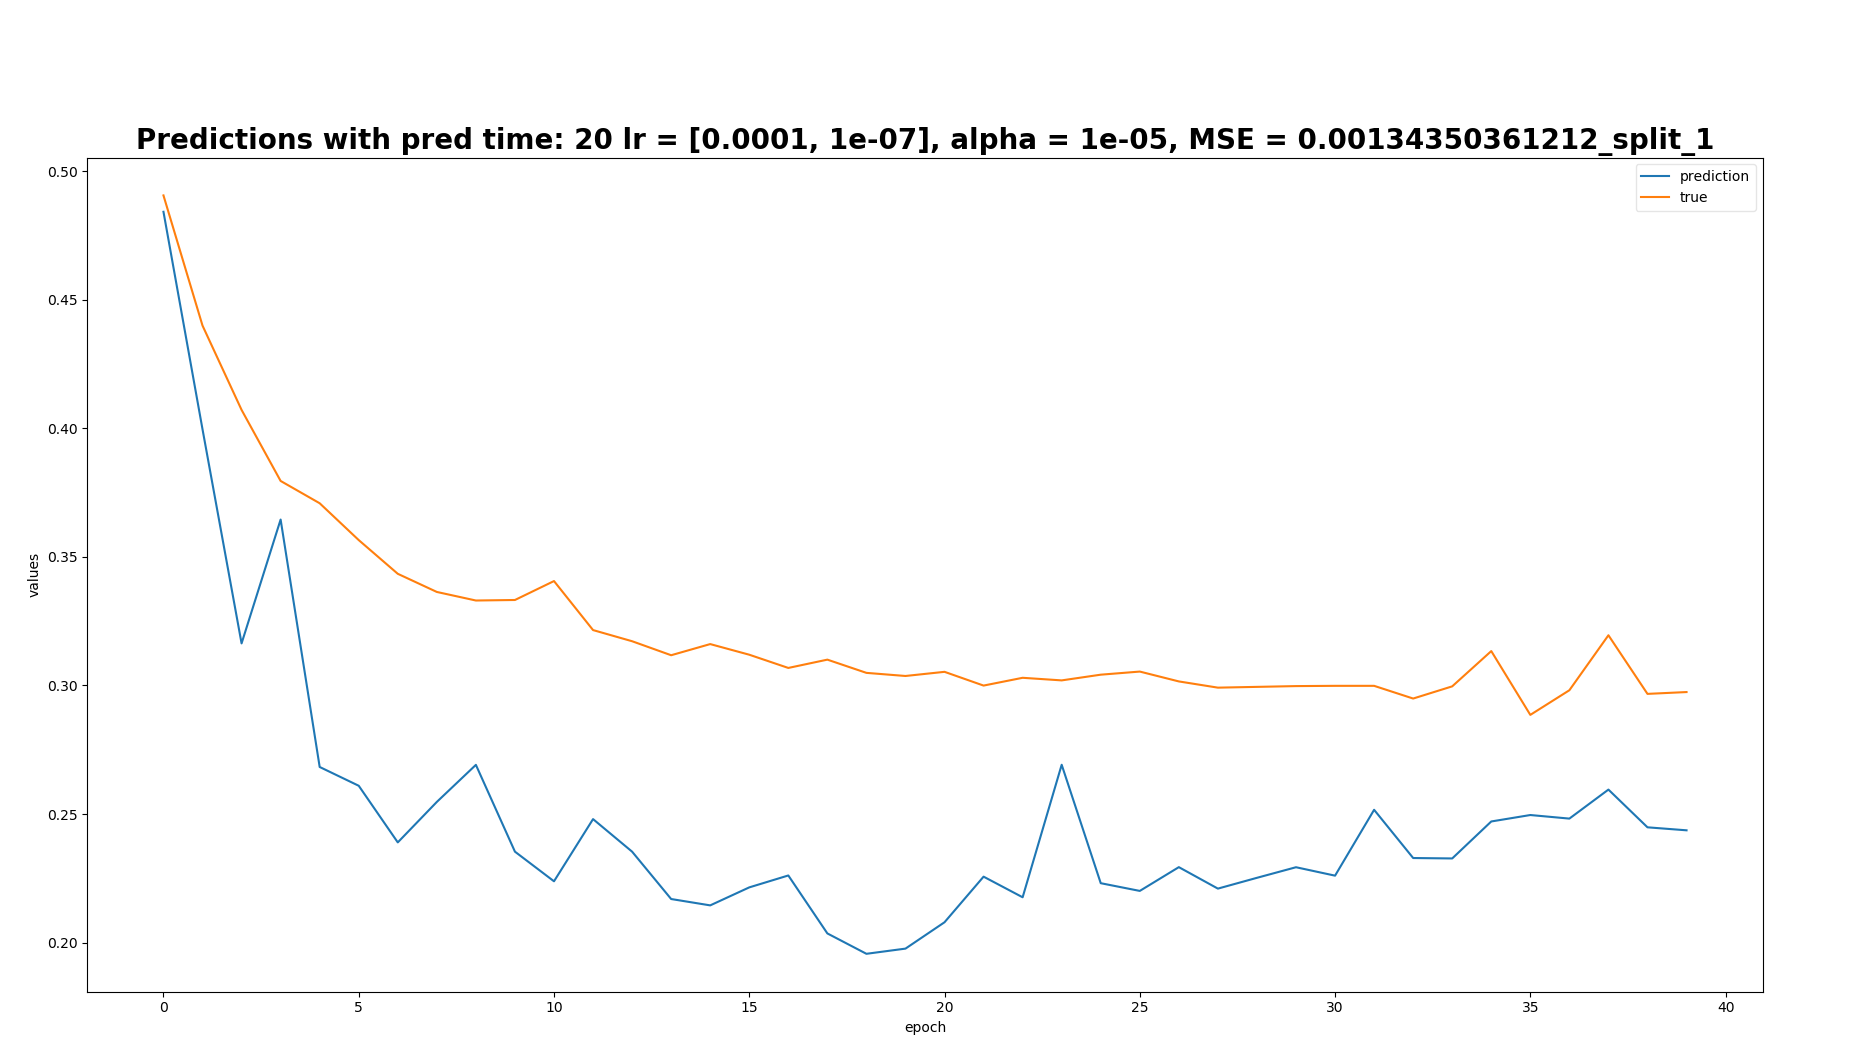 Predictions with pred time: 20 lr = [0.0001, 1e-07], alpha = 1e-05, MSE = 0.00134350361212_split_1
prediction
true
0.50
0.45
0.40
0.35
0.30
0.25
0.20
values
0 5 10 15 20 25 30 35 40
epoch